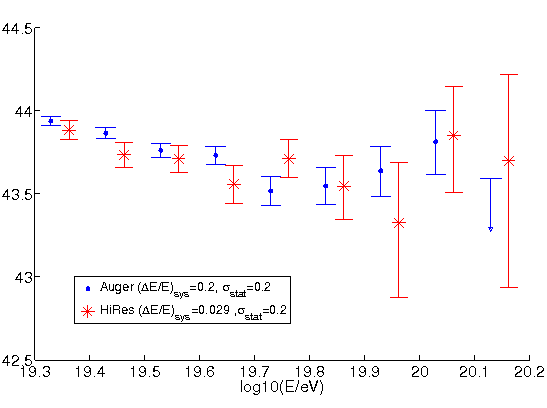 44.5
44
43.5
43
42.5
Auger (ΔE/E)sys=0.2, σstat=0.2
HiRes (ΔE/E)sys=0.029 ,σstat=0.2
19.3 19.4 19.5 19.6 19.7 19.8 19.9 20 20.1 20.2
log10(E/eV)